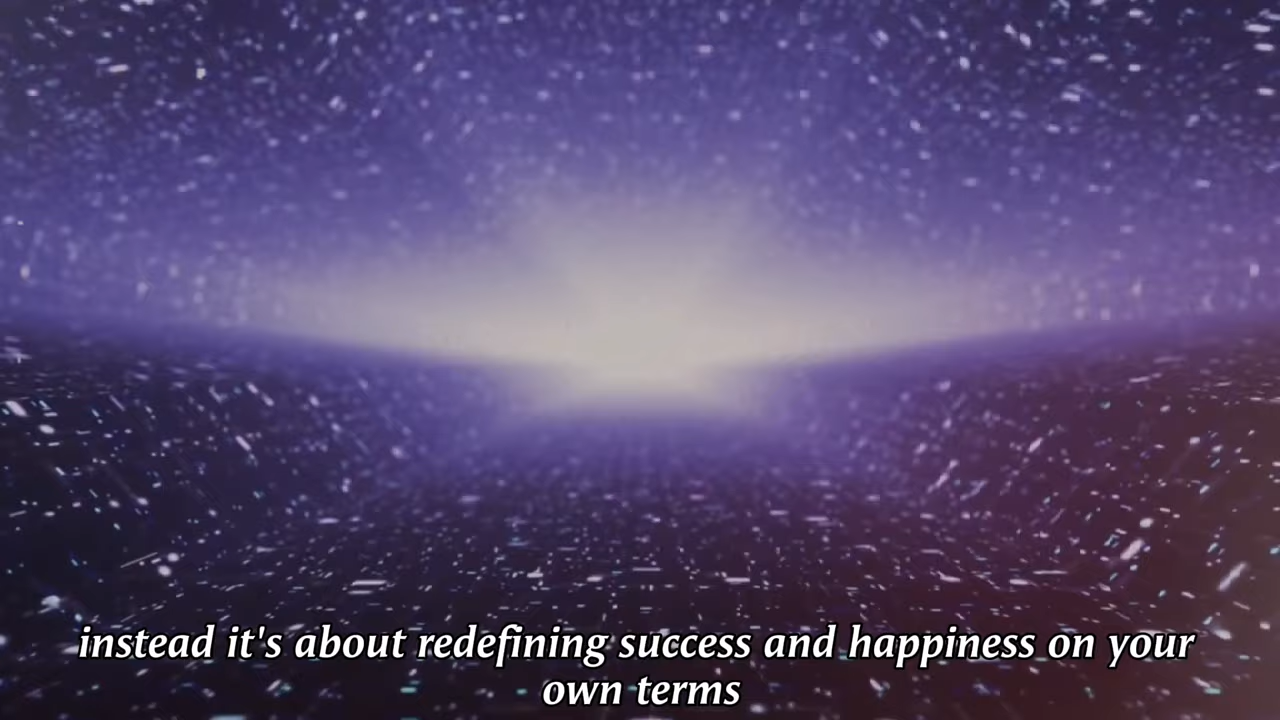 instead it's about redefining success and happiness on your
own terms